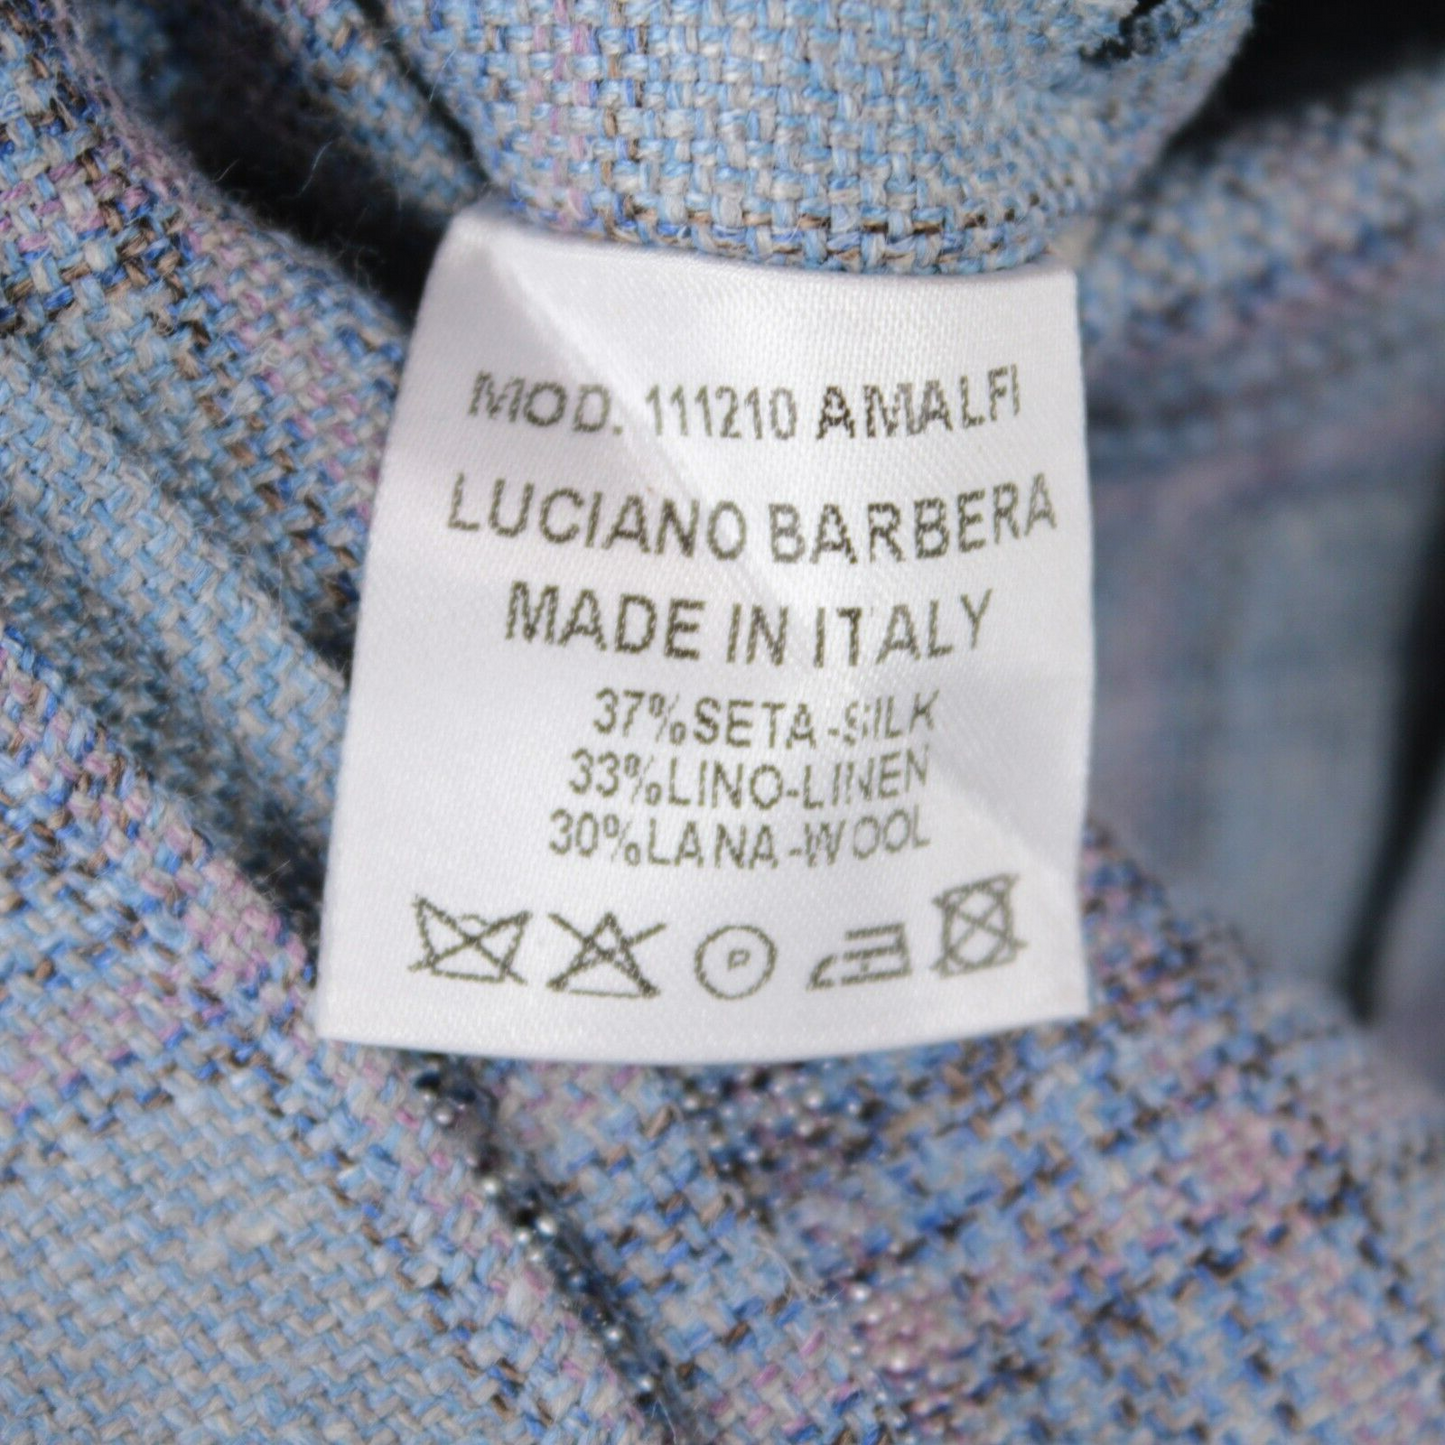 MOD. 111210 AMALFI
LUCIANO BARBERA
MADE IN ITALY
37%SETA-SILK
33%LINO-LINEN
30%LANA-WOOL
P